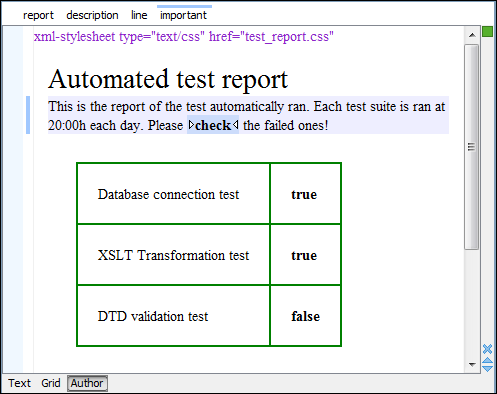 report description line important
xml-stylesheet type="text/css" href="test_report.css"
Automated test report
This is the report of the test automatically ran. Each test suite is ran at
20:00h each day. Please check the failed ones!
Database connection test true
XSLT Transformation test true
DTD validation test false
Text Grid Author